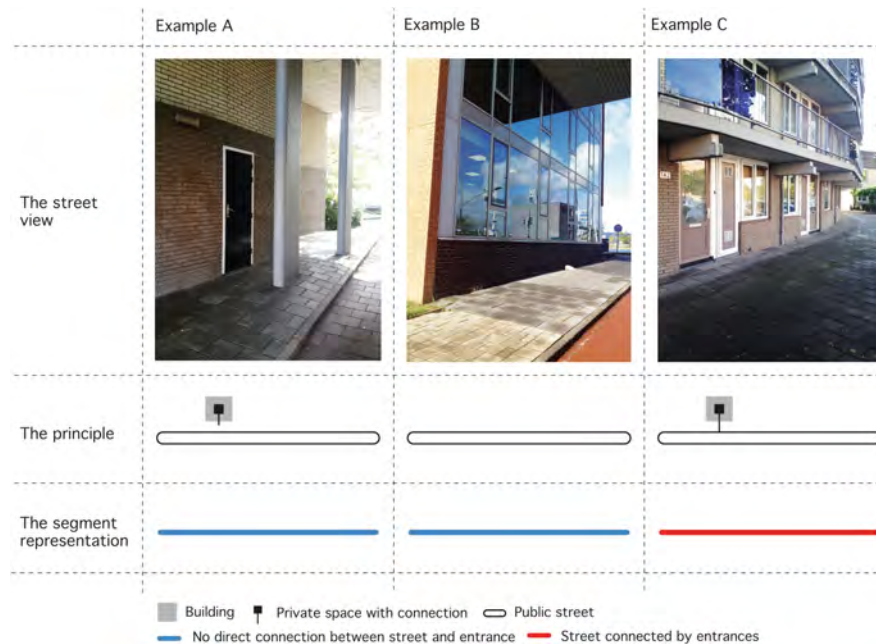 Example A
Example B
Example C
The street
view
The principle
The segment
representation
Building
Private space with connection
Public street
No direct connection between street and entrance
Street connected by entrances